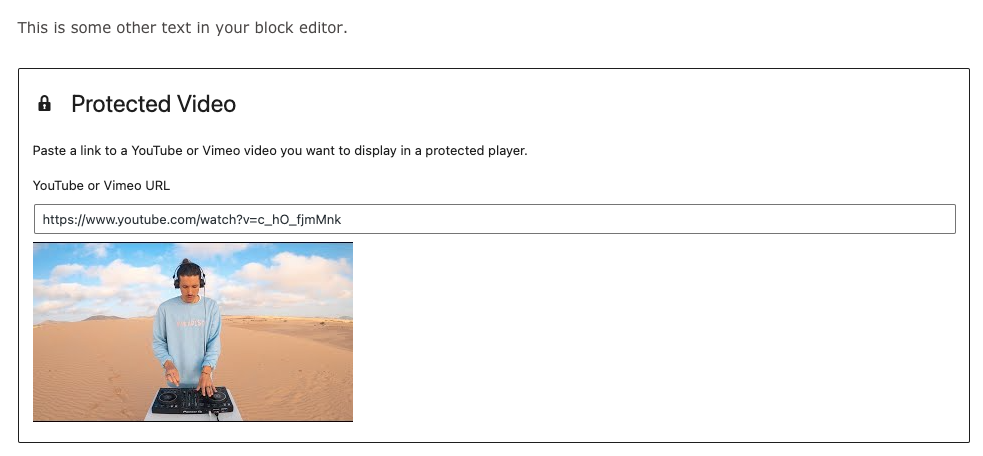 This is some other text in your block editor.
Protected Video
Paste a link to a YouTube or Vimeo video you want to display in a protected player.
YouTube or Vimeo URL
https://www.youtube.com/watch?v=c_hO_fjmMnk